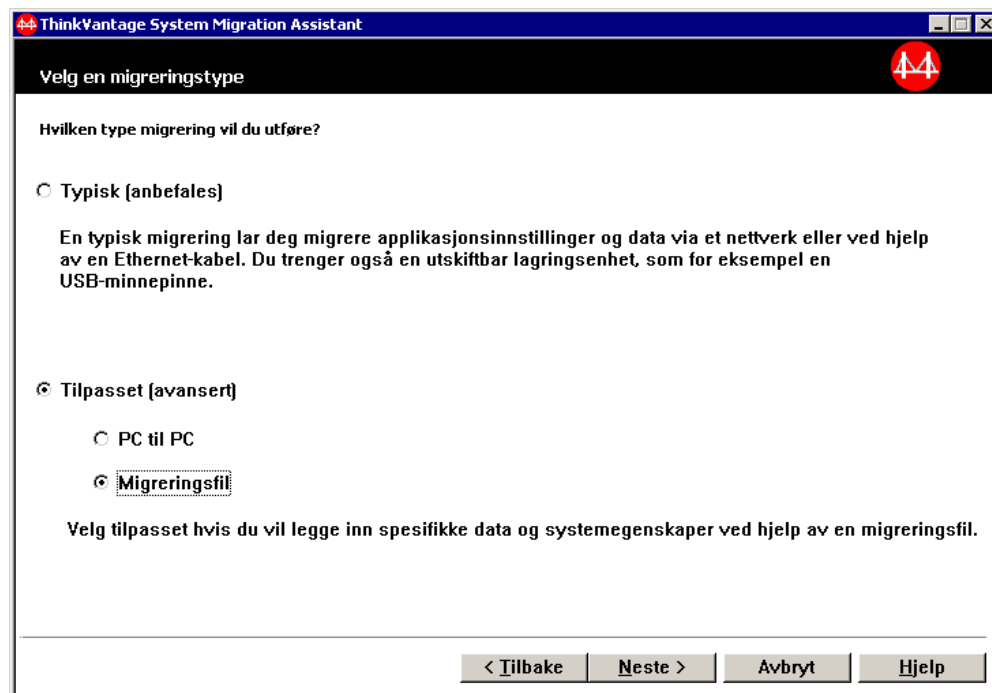 ThinkVantage System Migration Assistant
Velg en migreringstype
Hvilken type migrering vil du utføre?
Typisk (anbefales)
En typisk migrering lar deg migrere applikasjonsinnstillinger og data via et nettverk eller ved hjelp
av en Ethernet-kabel. Du trenger også en utskiftbar lagringsenhet, som for eksempel en
USB-minnepinne.
Tilpasset (avansert)
PC til PC
Migreringsfil
Velg tilpasset hvis du vil legge inn spesifikke data og systemegenskaper ved hjelp av en migreringsfil.
< Tilbake Neste > Avbryt Hjelp